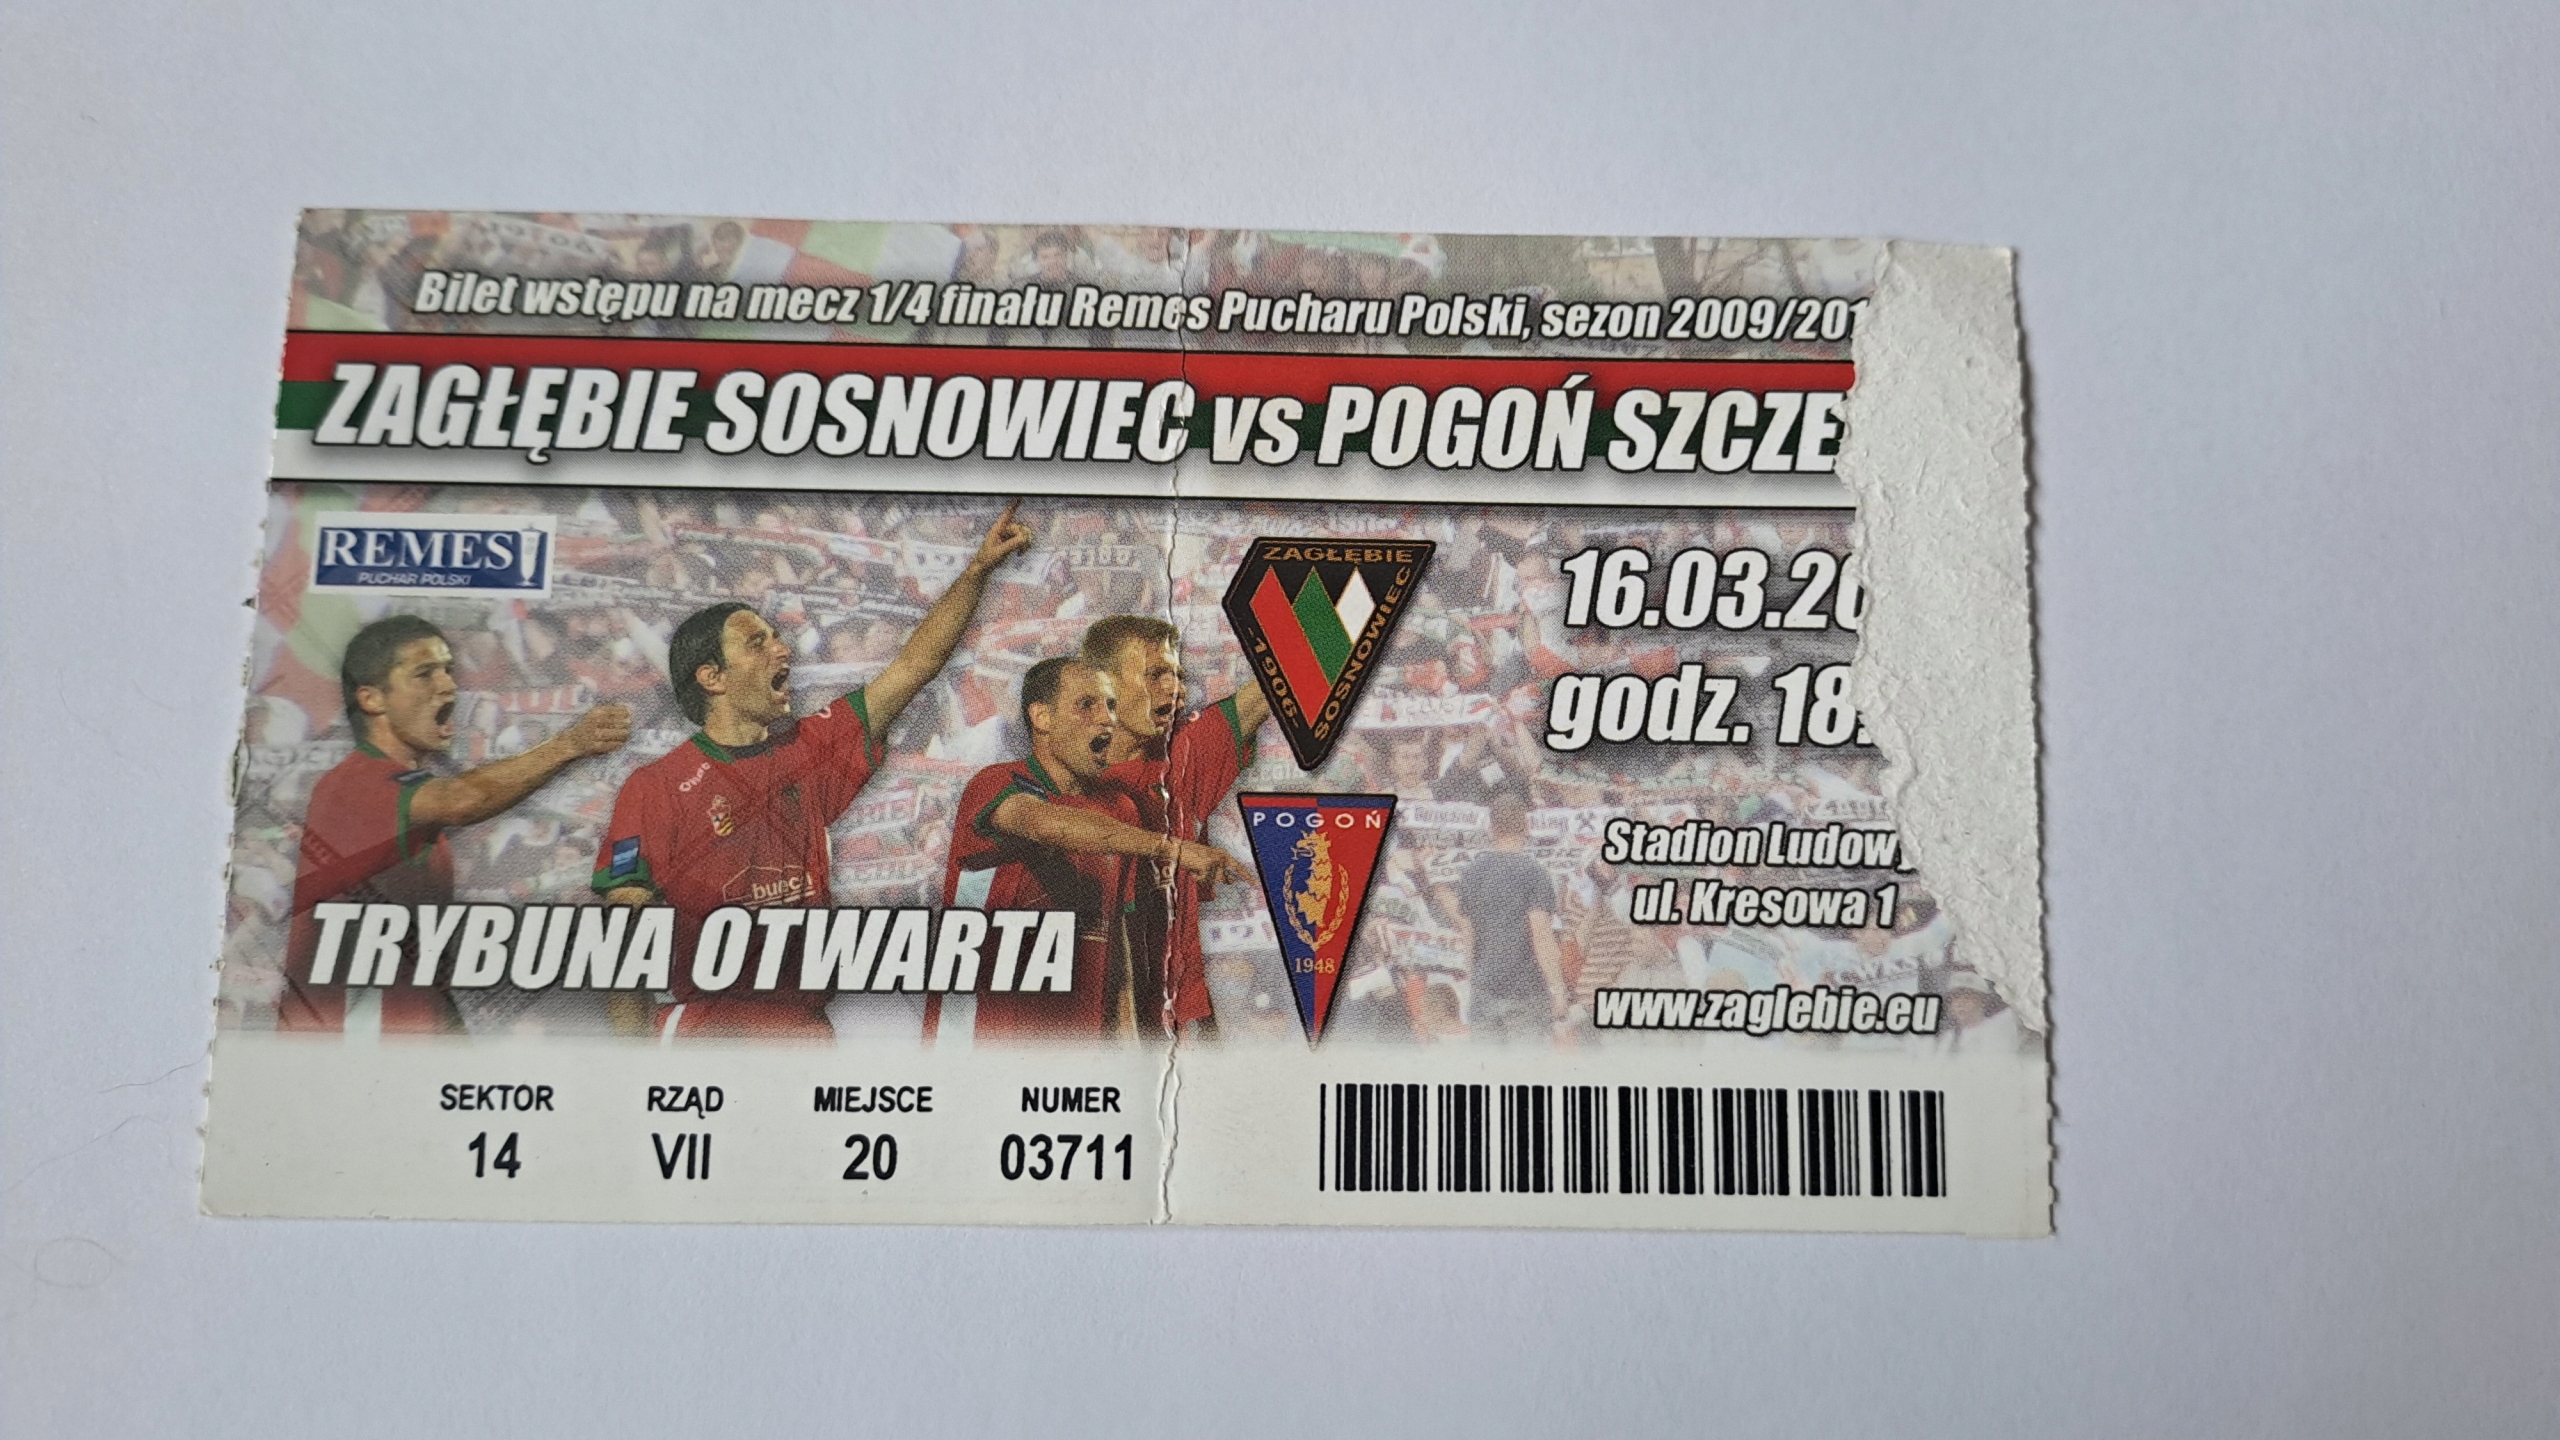 Bilet wstępu na mecz 1/4 finału Remes Pucharu Polski, sezon 2009/201
ZAGŁĘBIE SOSNOWIEC vs POGOŃ SZCZE
REMES
PUCHAR POLSKI
ZAGŁĘBIE
SOSNOWIEC
-1906-
16.03.20
godz. 18:
POGOŃ
1948
Stadion Ludowy
ul. Kresowa 1
www.zaglebie.eu
TRYBUNA OTWARTA
SEKTOR RZĄD MIEJSCE NUMER
14 VII 20 03711